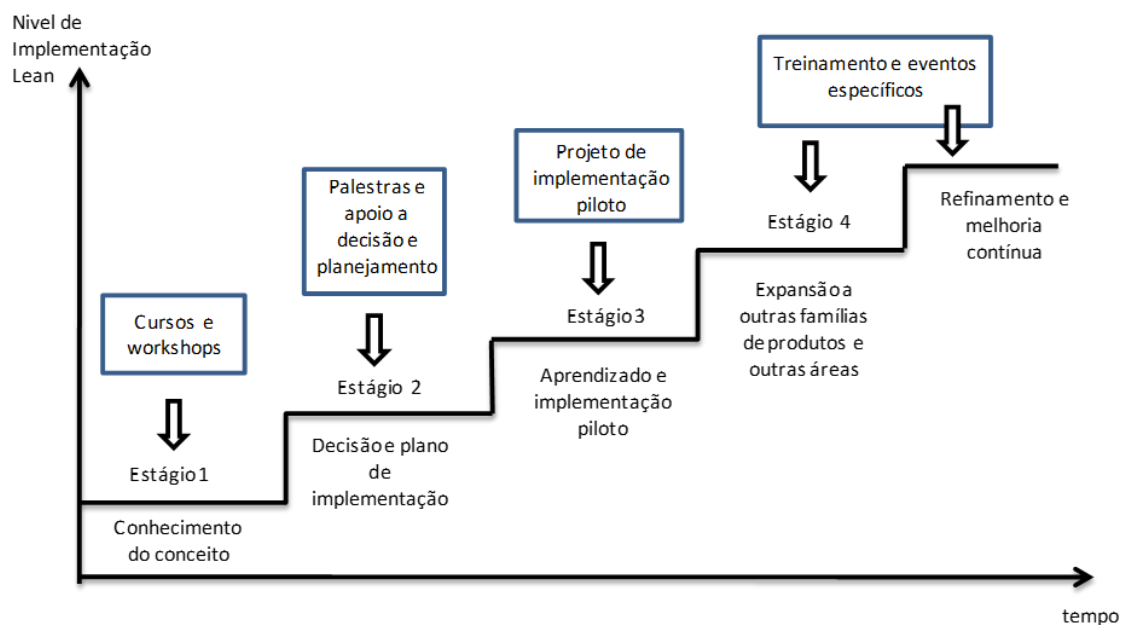 Nivel de
Implementação
Lean
Treinamento e eventos
específicos
Projeto de
implementação
piloto
Palestras e
apoio a
decisão e
planejamento
Cursos e
workshops
Estágio 1
Conhecimento
do conceito
Estágio 2
Decisão e plano
de
implementação
Estágio 3
Aprendizado e
implementação
piloto
Estágio 4
Expansão a
outras famílias
de produtos e
outras áreas
Refinamento e
melhoria
contínua
tempo